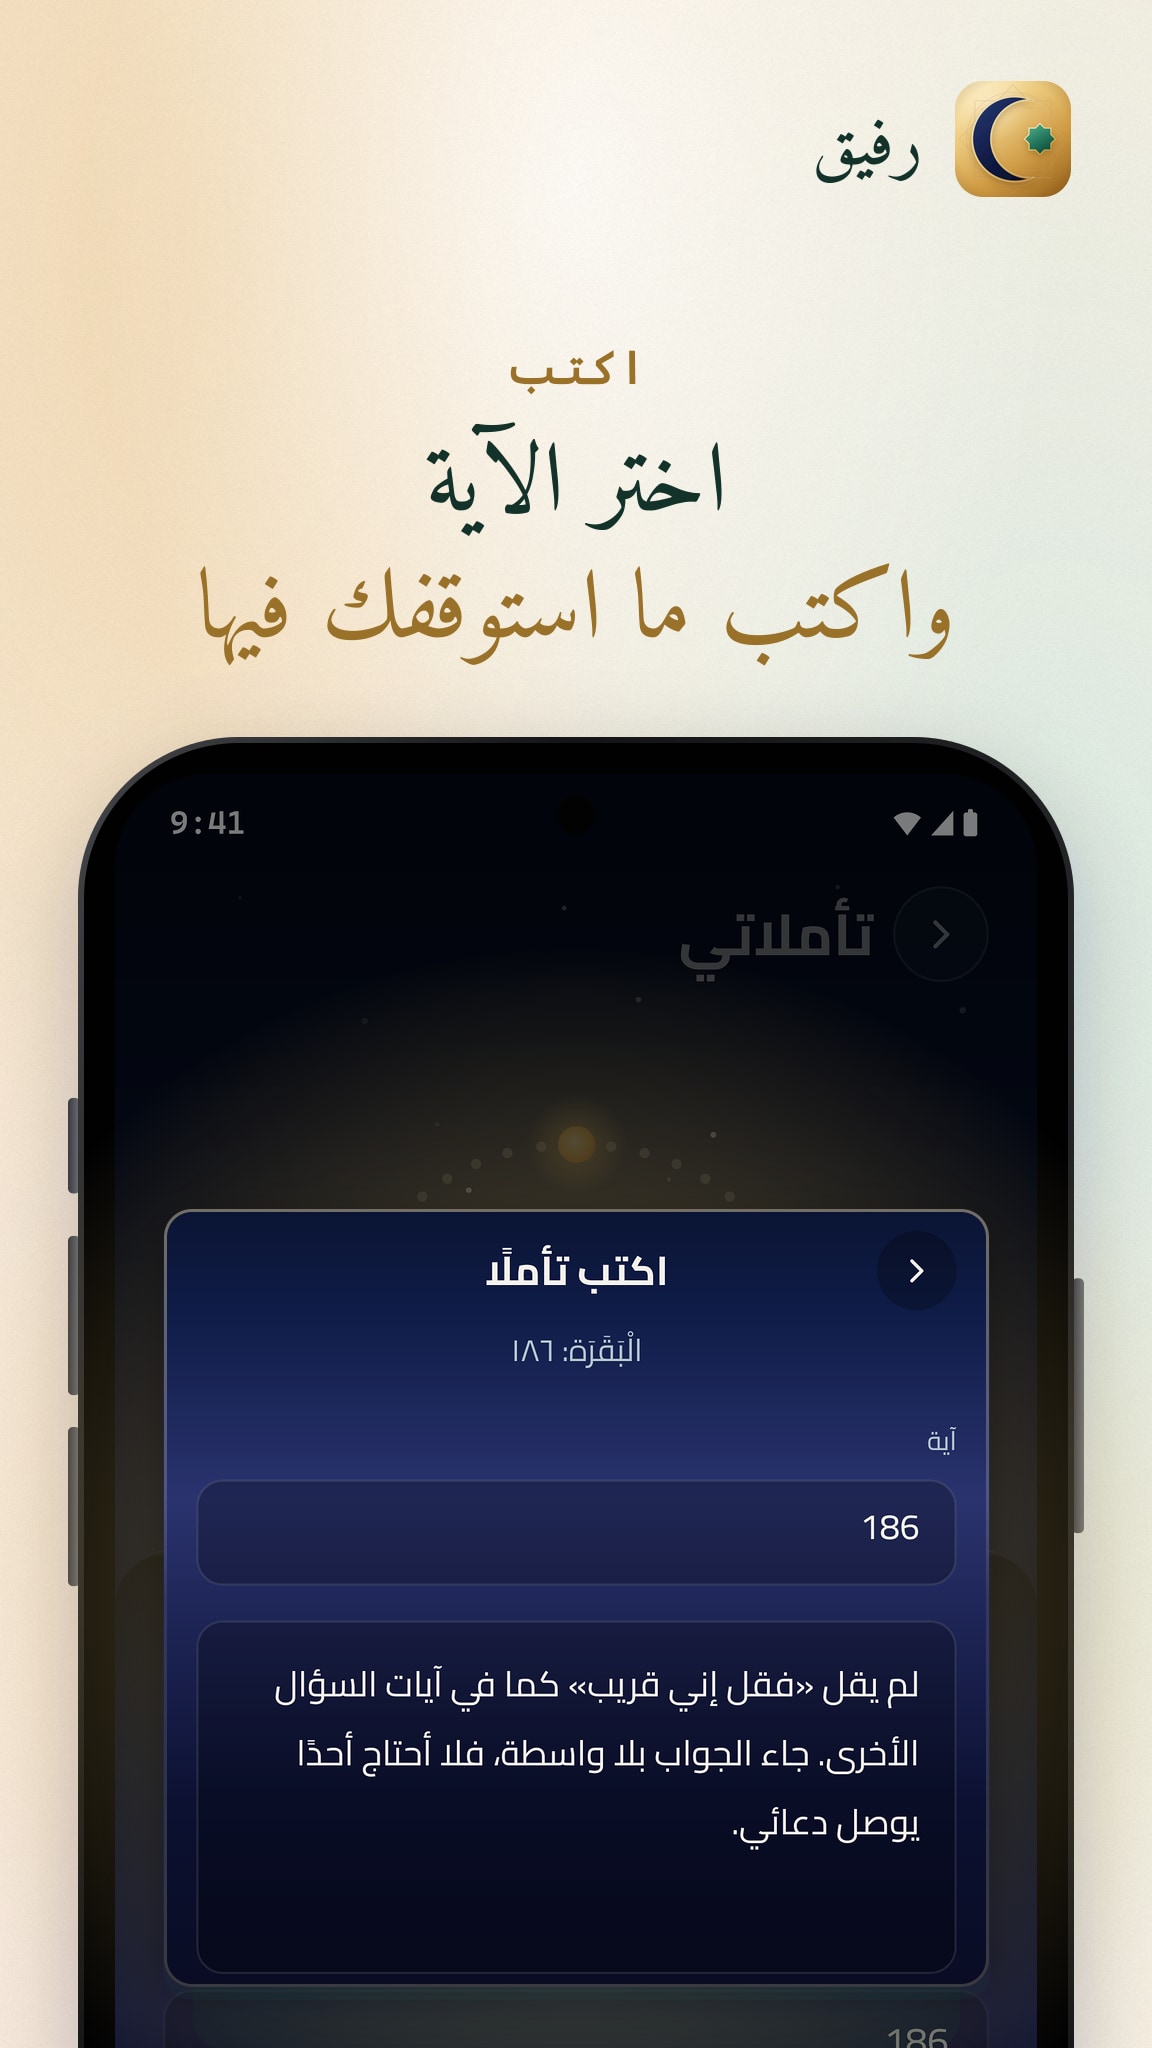 رفيق
اكتب
اختر الآية
واكتب ما استوقفك فيها
9:41
تأملاتي
اكتب تأملًا
الْبَقَرَة: ١٨٦
آية
186
لم يقل «فقل إني قريب» كما في آيات السؤال
الأخرى. جاء الجواب بلا واسطة، فلا أحتاج أحدًا
يوصل دعائي.
186